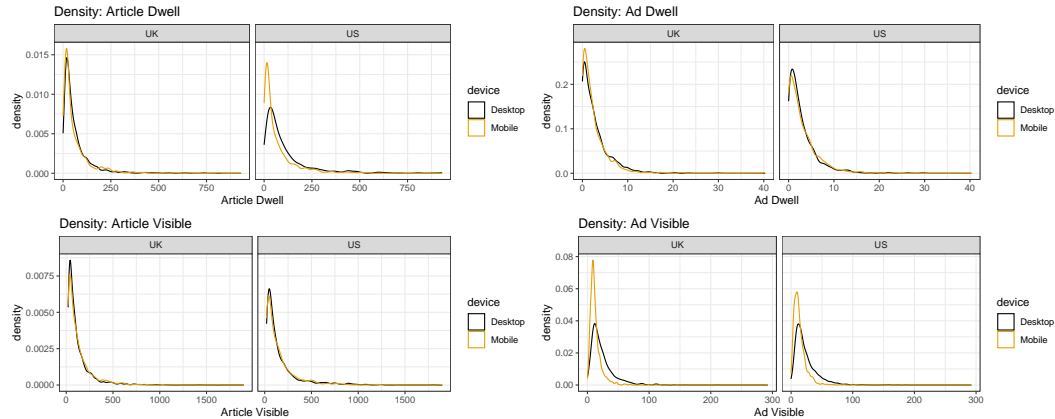 Density: Article Dwell
UK
US
0.015
0.010
0.005
0.000
density
0 250 500 750 0 250 500 750
Article Dwell
device
Desktop
Mobile
Density: Ad Dwell
UK
US
0.2
0.1
0.0
density
0 10 20 30 40 0 10 20 30 40
Ad Dwell
device
Desktop
Mobile
Density: Article Visible
UK
US
0.0075
0.0050
0.0025
0.0000
density
0 500 1000 1500 0 500 1000 1500
Article Visible
device
Desktop
Mobile
Density: Ad Visible
UK
US
0.08
0.06
0.04
0.02
0.00
density
0 100 200 300 0 100 200 300
Ad Visible
device
Desktop
Mobile